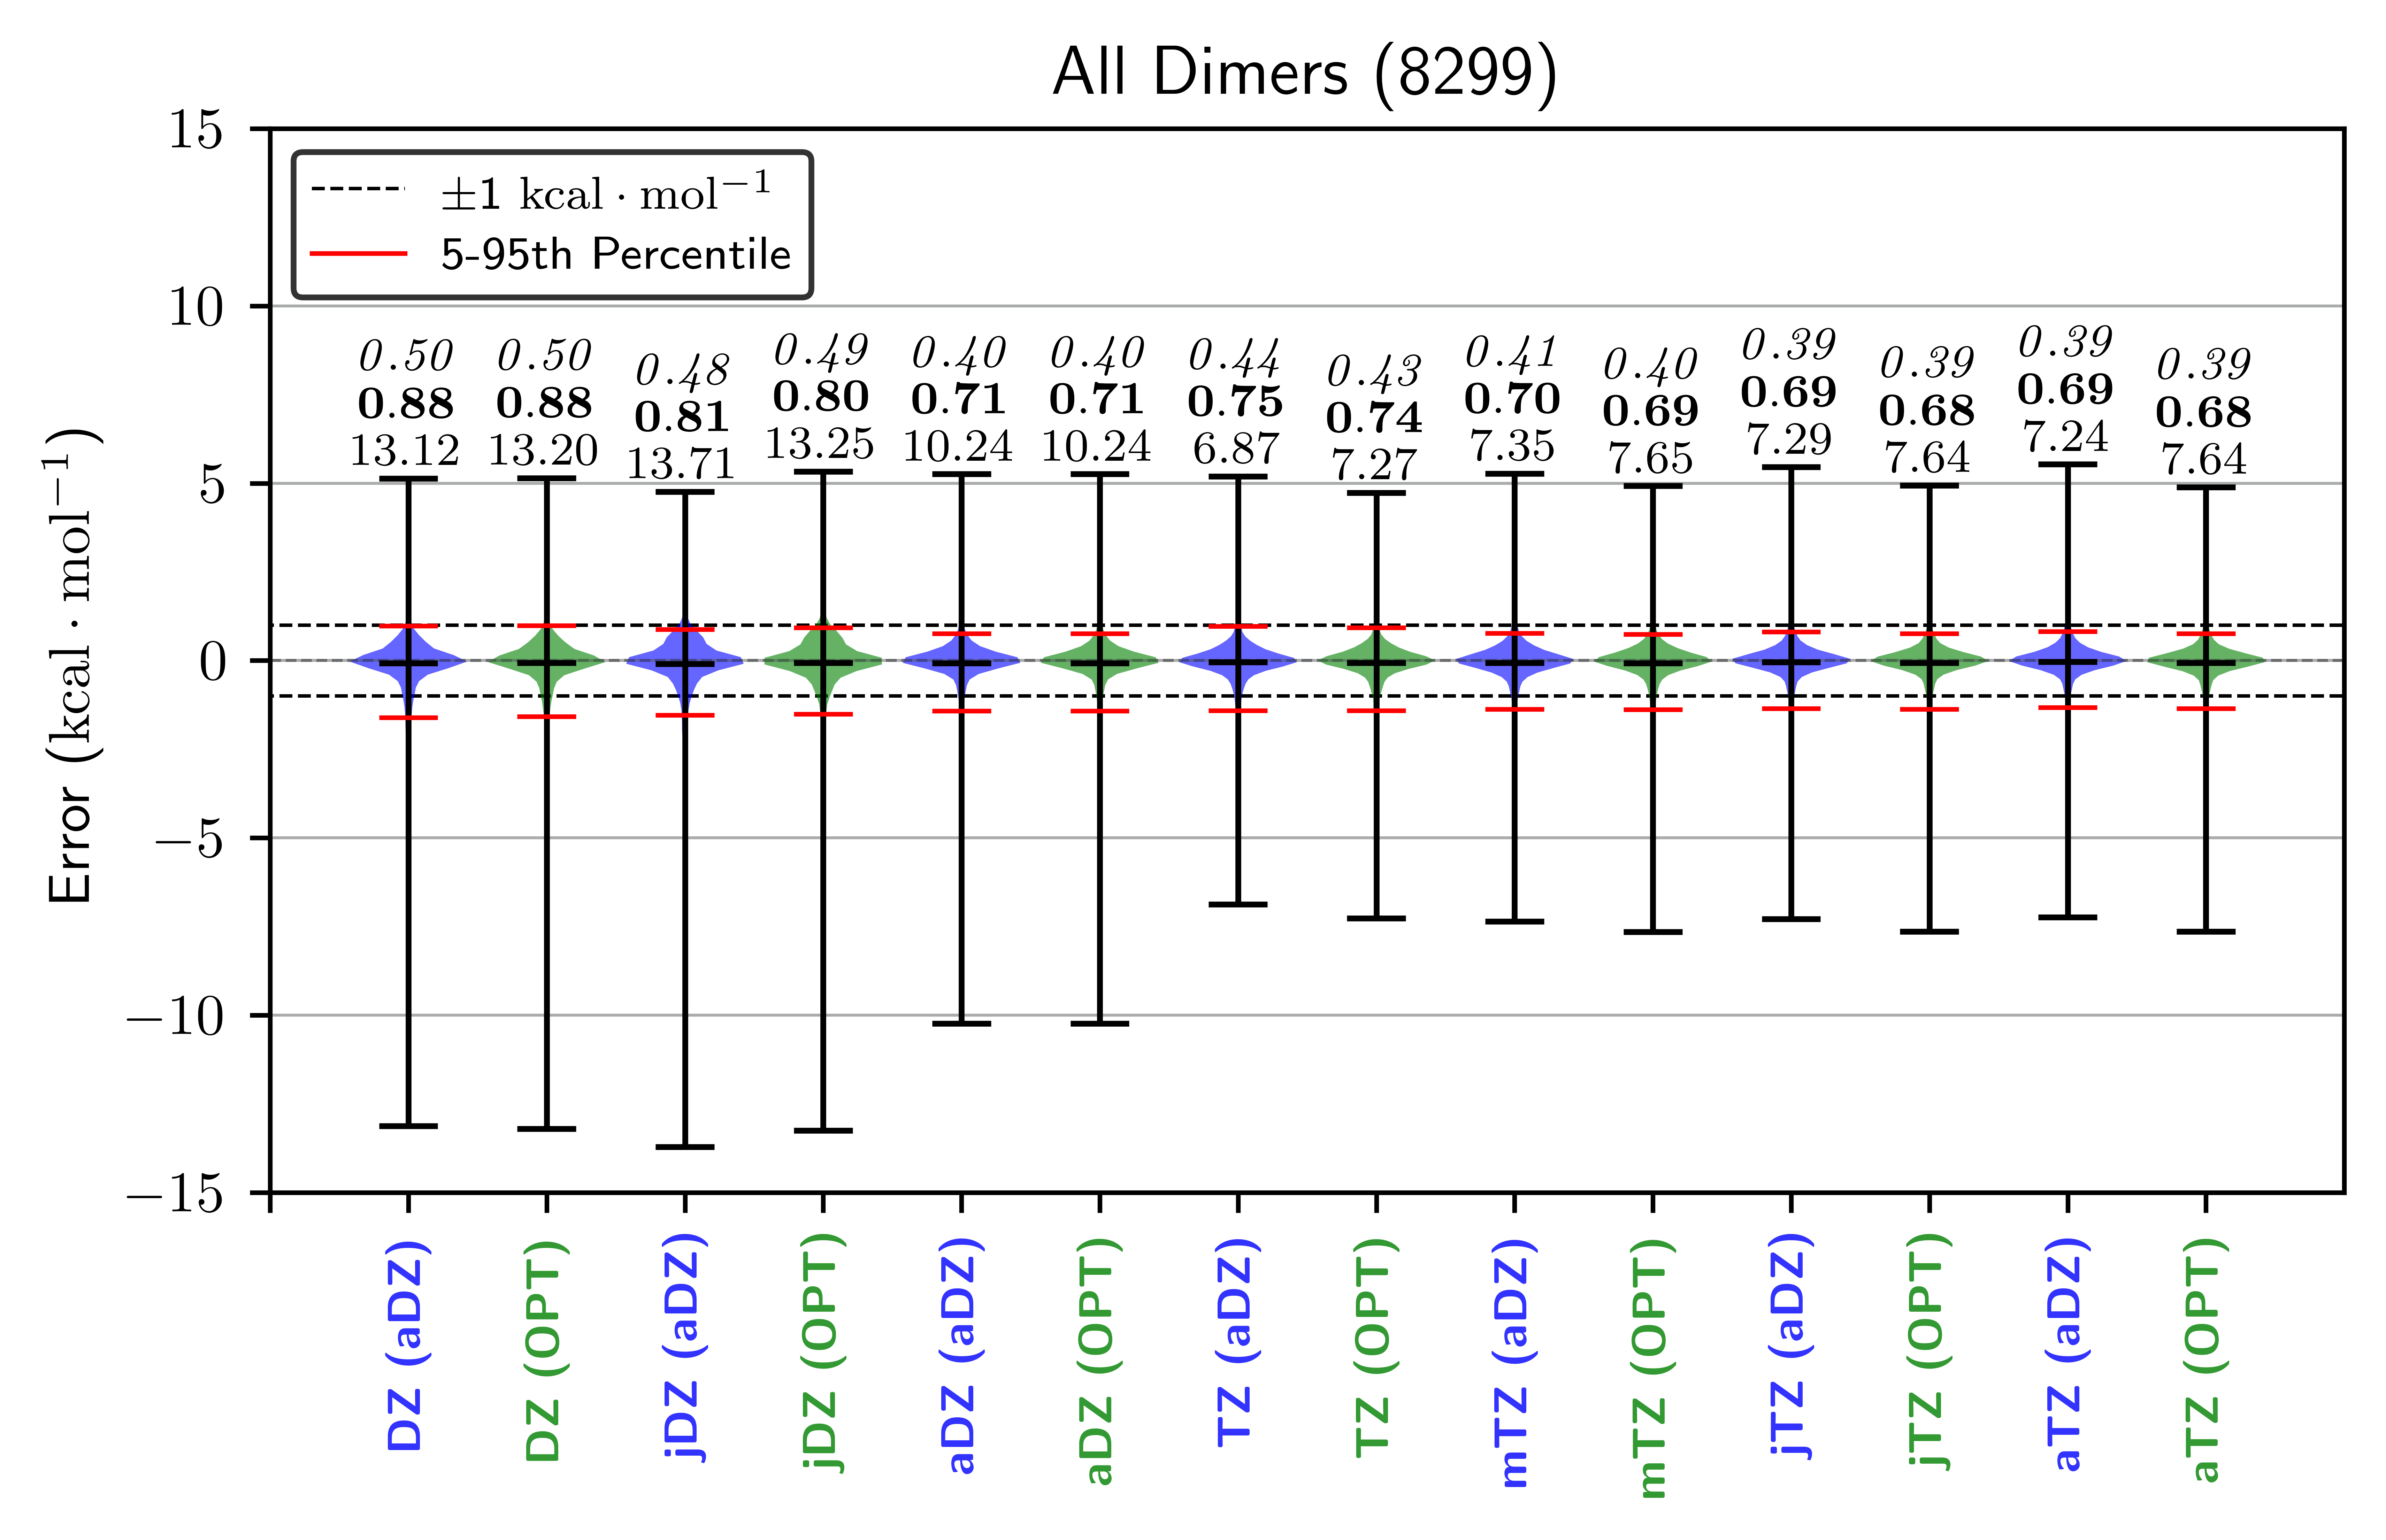 All Dimers (8299)
Error (kcal · mol⁻¹)
15
10
5
0
−5
−10
−15
±1 kcal · mol⁻¹
5-95th Percentile
0.50 0.50 0.48 0.49 0.40 0.40 0.44 0.43 0.41 0.40 0.39 0.39 0.39 0.39
0.88 0.88 0.81 0.80 0.71 0.71 0.75 0.74 0.70 0.69 0.69 0.68 0.69 0.68
13.12 13.20 13.71 13.25 10.24 10.24 6.87 7.27 7.35 7.65 7.29 7.64 7.24 7.64
DZ (aDZ)
DZ (OPT)
jDZ (aDZ)
jDZ (OPT)
aDZ (aDZ)
aDZ (OPT)
TZ (aDZ)
TZ (OPT)
mTZ (aDZ)
mTZ (OPT)
jTZ (aDZ)
jTZ (OPT)
aTZ (aDZ)
aTZ (OPT)